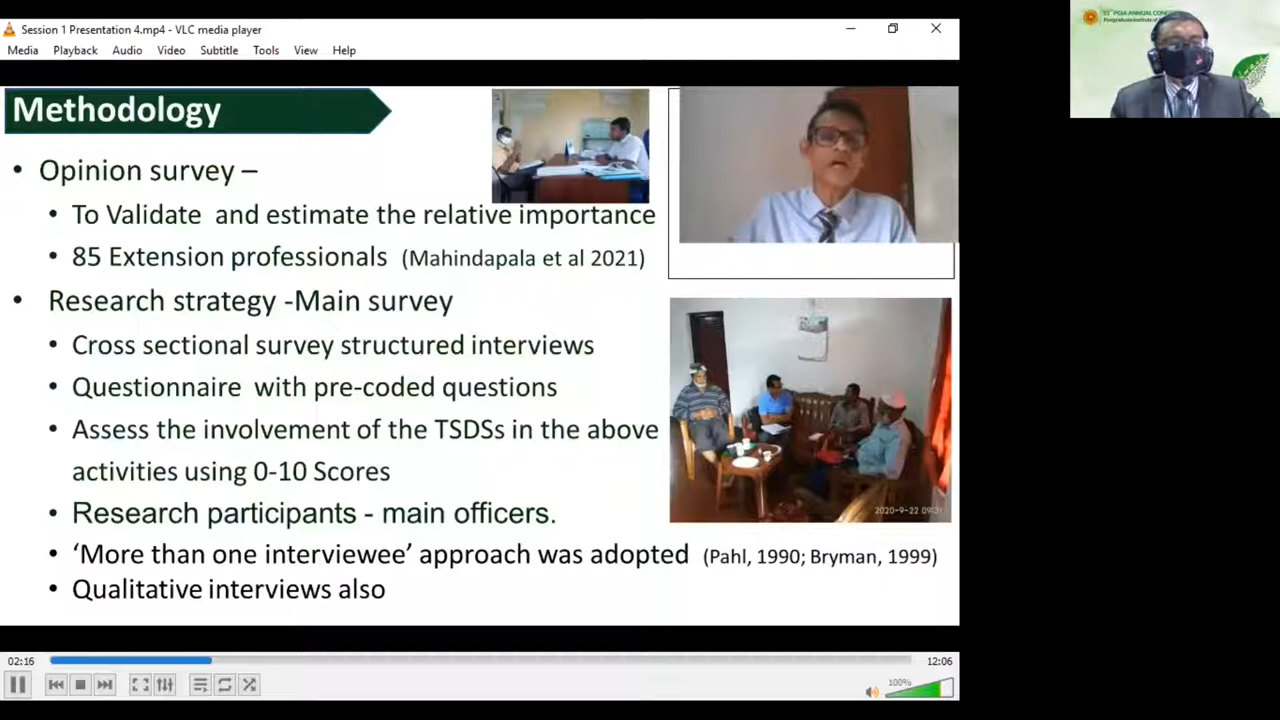 Session 1 Presentation 4.mp4 - VLC media player
Media Playback Audio Video Subtitle Tools View Help
Methodology
• Opinion survey –
• To Validate and estimate the relative importance
• 85 Extension professionals (Mahindapala et al 2021)
• Research strategy -Main survey
• Cross sectional survey structured interviews
• Questionnaire with pre-coded questions
• Assess the involvement of the TSDSs in the above
activities using 0-10 Scores
• Research participants - main officers.
• ‘More than one interviewee’ approach was adopted (Pahl, 1990; Bryman, 1999)
• Qualitative interviews also
02:16
12:06
100%